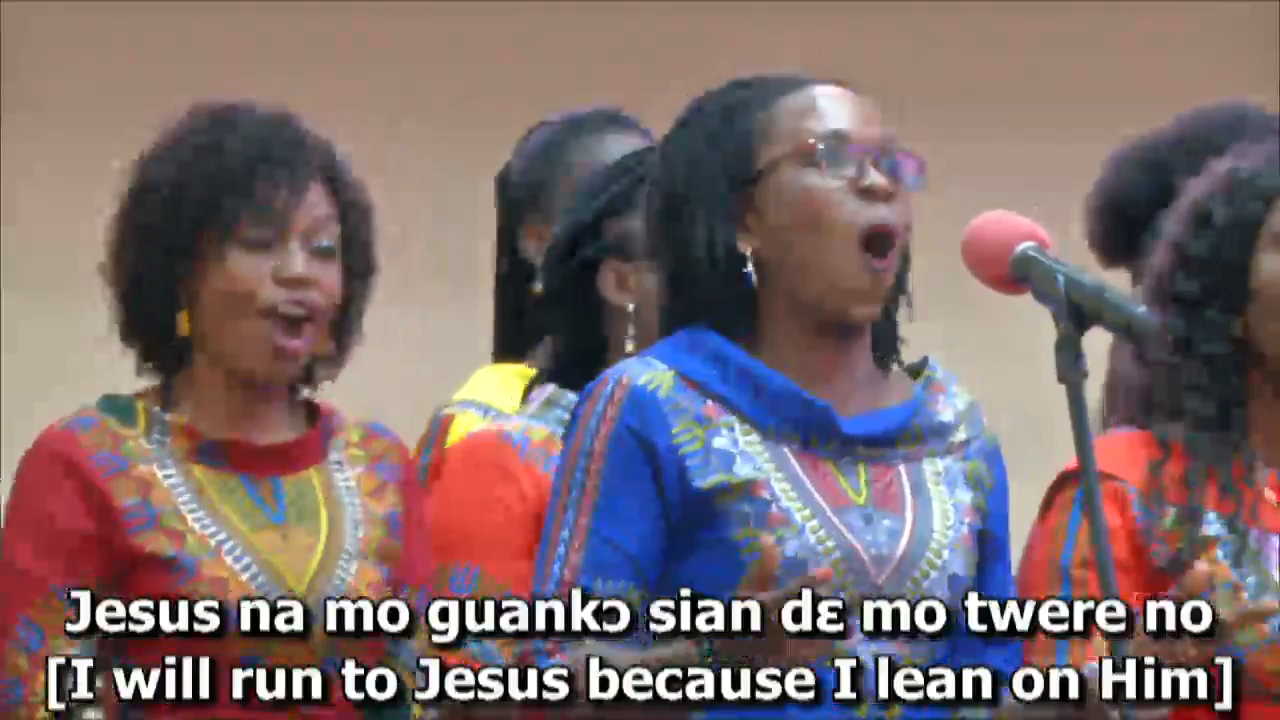 Jesus na mo guankɔ sian dɛ mo twere no
[I will run to Jesus because I lean on Him]